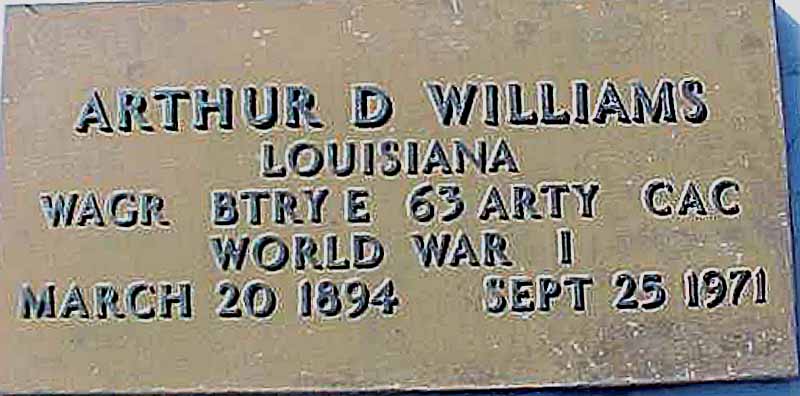 ARTHUR D WILLIAMS
LOUISIANA
WAGR BTRY E 63 ARTY CAC
WORLD WAR I
MARCH 20 1894 SEPT 25 1971